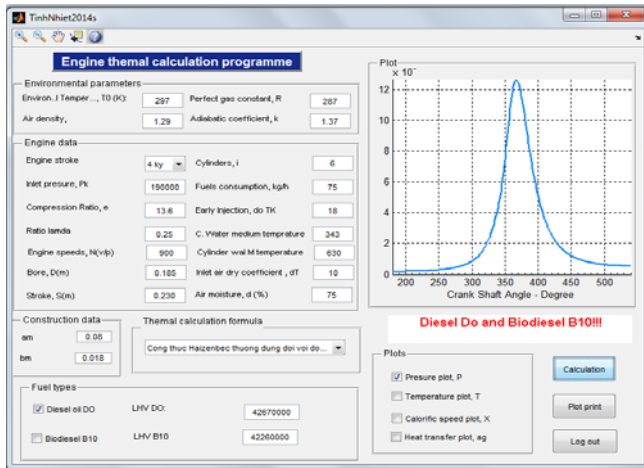 TinhNhiet2014s
Engine themal calculation programme
Environmental parameters
Environ..l Temper..., T0 (K): 297 Perfect gas constant, R 287
Air density, 1.29 Adiabatic coefficient, k 1.37
Engine data
Engine stroke 4 ky Cylinders, i 6
Inlet presure, Pk 190000 Fuels consumption, kg/h 75
Compression Ratio, e 13.6 Early Injection, do TK 18
Ratio lamda 0.25 C. Water medium temprature 343
Engine speeds, N(v/p) 900 Cylinder wal M temperature 630
Bore, D(m) 0.185 Inlet air dry coefficient , dT 10
Stroke, S(m) 0.230 Air moisture, d (%) 75
Construction data
am 0.08
bm 0.018
Themal calculation formula
Cong thuc Haizenbec thuong dung doi voi do...
Fuel types
Diesel oil DO LHV DO: 42670000
Biodiesel B10 LHV B10 42260000
Plot
× 10
12
10
8
6
4
2
0
200 250 300 350 400 450 500
Crank Shaft Angle - Degree
Diesel Do and Biodiesel B10!!!
Plots
Presure plot, P
Temperature plot, T
Calorific speed plot, X
Heat transfer plot, ag
Calculation
Plot print
Log out